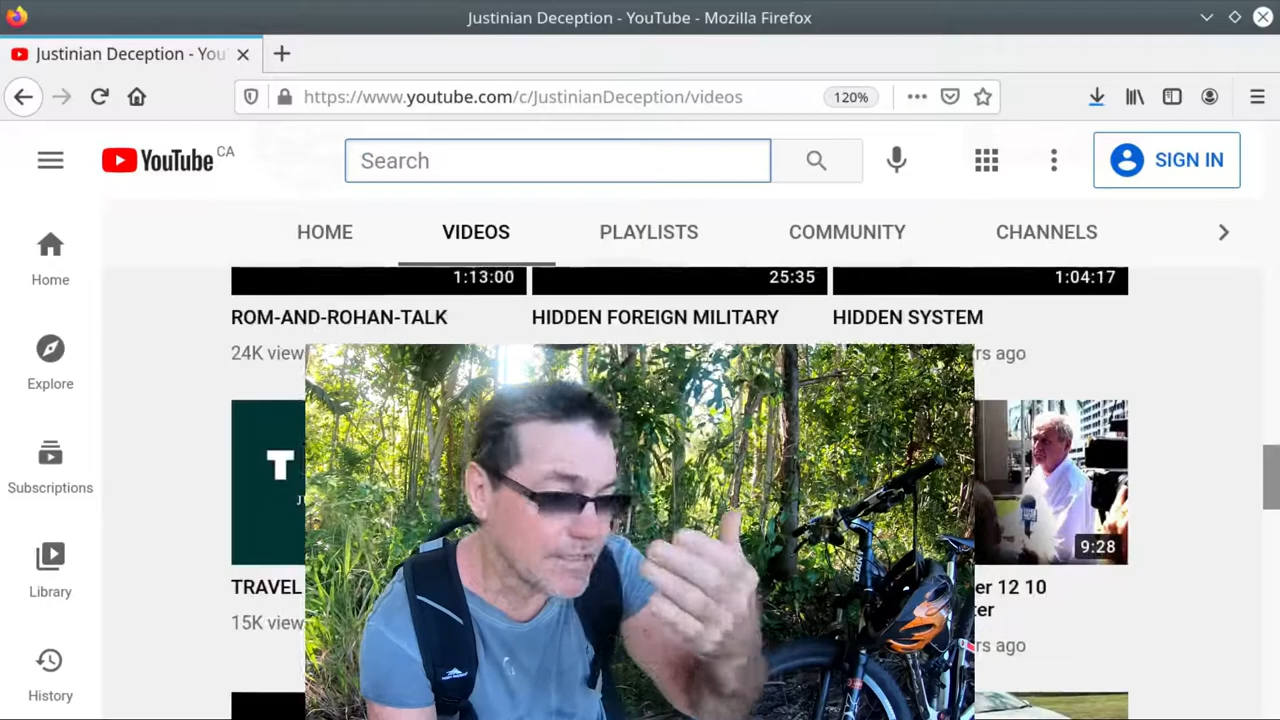 Justinian Deception - YouTube - Mozilla Firefox
Justinian Deception - You
https://www.youtube.com/c/JustinianDeception/videos
120%
YouTube CA
Search
SIGN IN
HOME
VIDEOS
PLAYLISTS
COMMUNITY
CHANNELS
Home
Explore
Subscriptions
Library
History
1:13:00
25:35
1:04:17
ROM-AND-ROHAN-TALK
HIDDEN FOREIGN MILITARY
HIDDEN SYSTEM
24K view
rs ago
T
9:28
TRAVEL
er 12 10
ter
15K view
rs ago